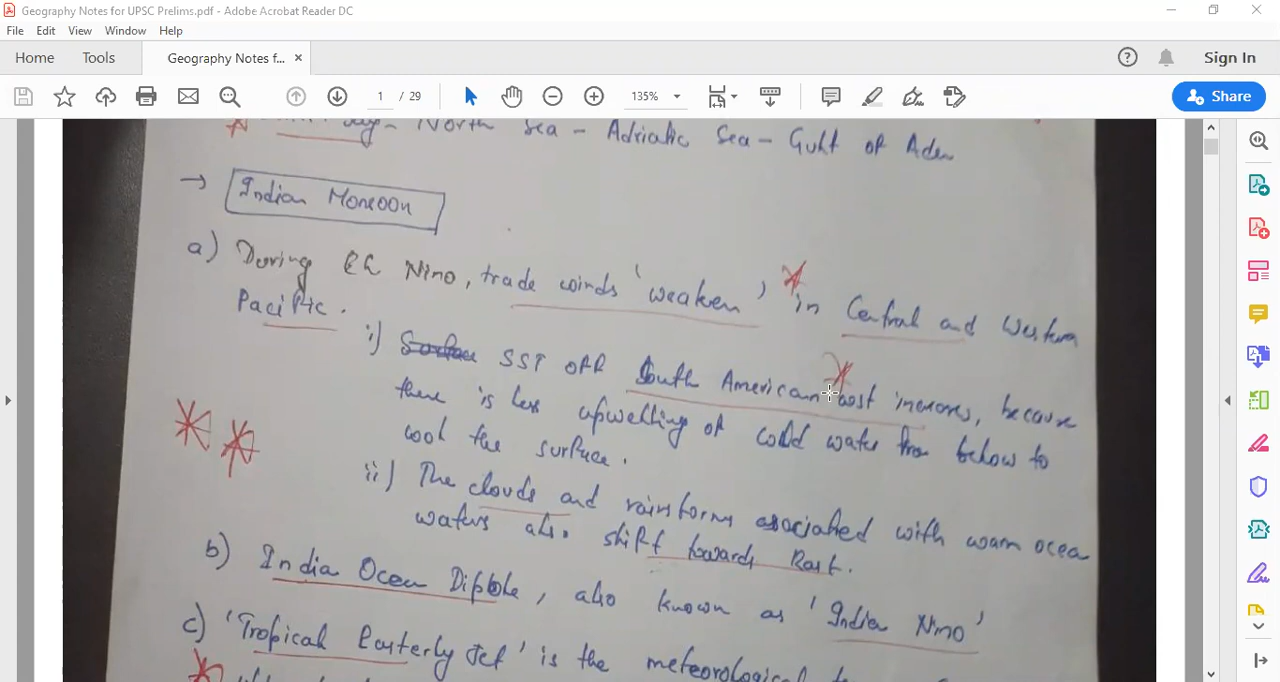 Geography Notes for UPSC Prelims.pdf - Adobe Acrobat Reader DC
File Edit View Window Help
Home Tools Geography Notes f... × Sign In
1 / 29 135% Share
North Sea - Adriatic Sea - Gulf of Aden
→ Indian Monsoon
a) During El Nino, trade winds 'weaken' in Central and Western
Pacific.
i) SST off South American cost increases, because
there is less upwelling of cold water from below to
cool the surface.
ii) The clouds and rainstorms associated with warm ocea
waters also shift towards East.
b) India Ocean Dipole, also known as 'Indian Nino'
c) 'Tropical Easterly Jet' is the meteorological